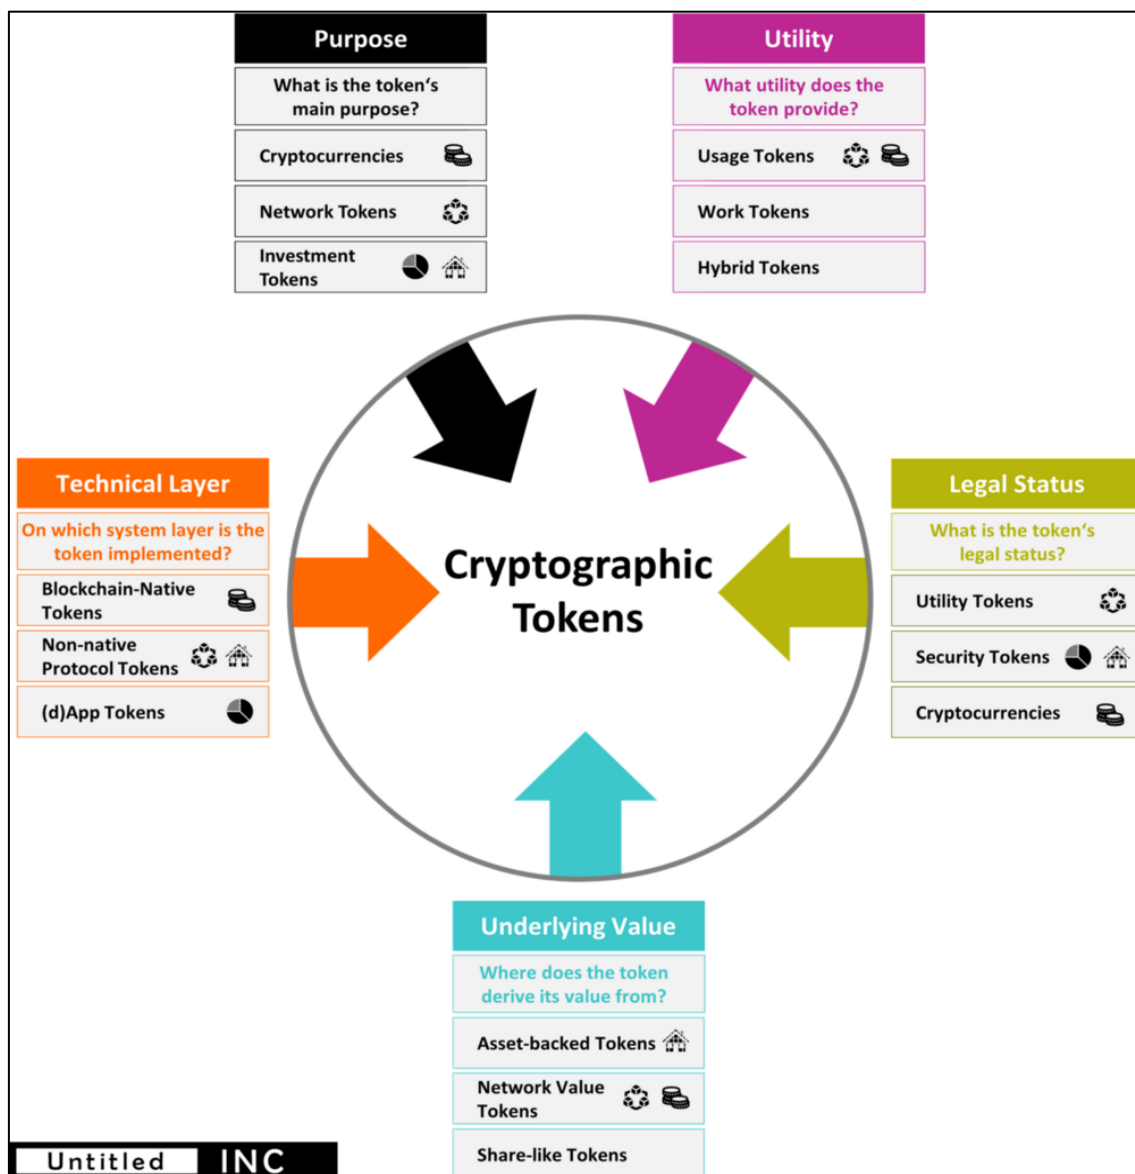 Purpose
What is the token‘s
main purpose?
Cryptocurrencies
Network Tokens
Investment
Tokens
Utility
What utility does the
token provide?
Usage Tokens
Work Tokens
Hybrid Tokens
Technical Layer
On which system layer is the
token implemented?
Blockchain-Native
Tokens
Non-native
Protocol Tokens
(d)App Tokens
Cryptographic
Tokens
Legal Status
What is the token‘s
legal status?
Utility Tokens
Security Tokens
Cryptocurrencies
Underlying Value
Where does the token
derive its value from?
Asset-backed Tokens
Network Value
Tokens
Share-like Tokens
Untitled INC